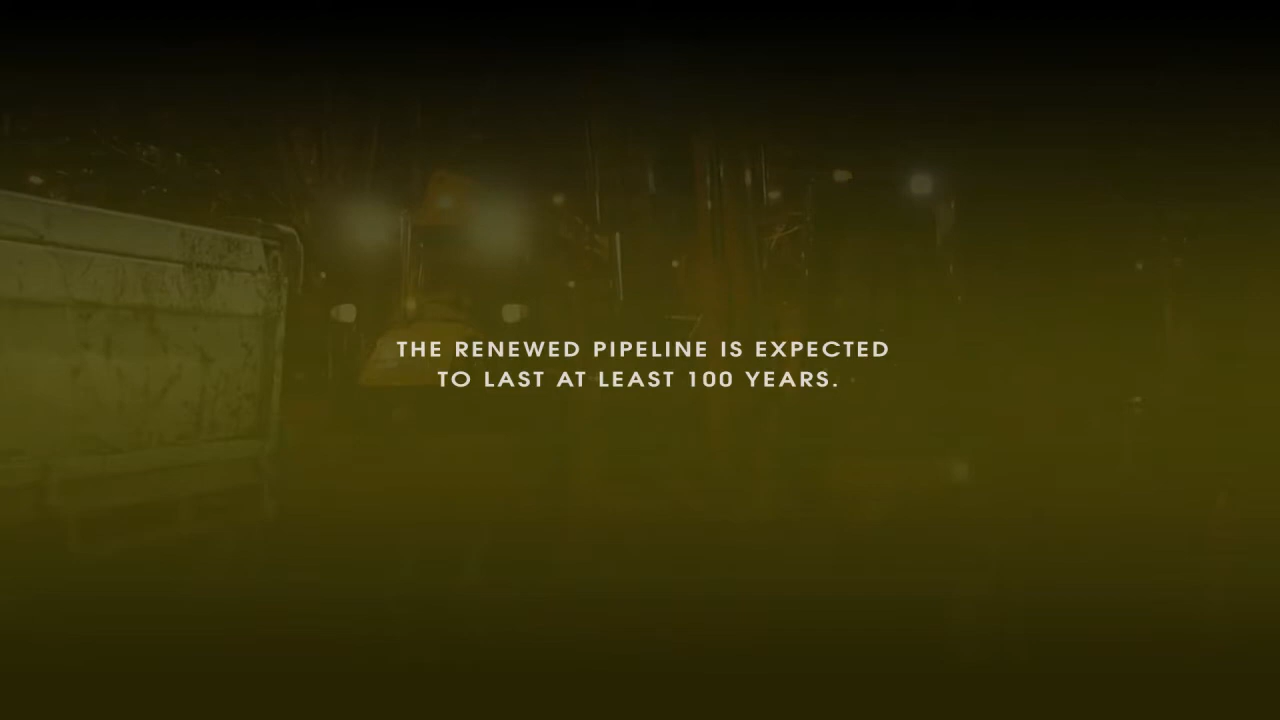 THE RENEWED PIPELINE IS EXPECTED
TO LAST AT LEAST 100 YEARS.